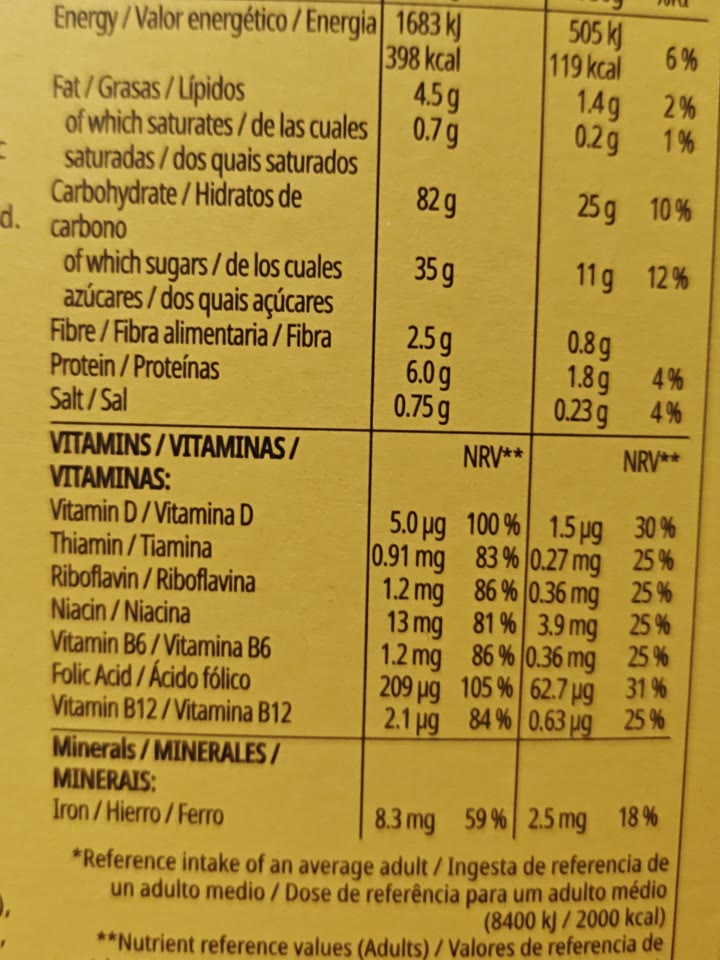 Energy / Valor energético / Energia 1683 kJ 505 kJ
398 kcal 119 kcal 6 %
Fat / Grasas / Lípidos 4.5 g 1.4 g 2 %
of which saturates / de las cuales 0.7 g 0.2 g 1 %
saturadas / dos quais saturados
Carbohydrate / Hidratos de 82 g 25 g 10 %
carbono
of which sugars / de los cuales 35 g 11 g 12 %
azúcares / dos quais açúcares
Fibre / Fibra alimentaria / Fibra 2.5 g 0.8 g
Protein / Proteínas 6.0 g 1.8 g 4 %
Salt / Sal 0.75 g 0.23 g 4 %
VITAMINS / VITAMINAS / NRV** NRV**
VITAMINAS:
Vitamin D / Vitamina D 5.0 µg 100 % 1.5 µg 30 %
Thiamin / Tiamina 0.91 mg 83 % 0.27 mg 25 %
Riboflavin / Riboflavina 1.2 mg 86 % 0.36 mg 25 %
Niacin / Niacina 13 mg 81 % 3.9 mg 25 %
Vitamin B6 / Vitamina B6 1.2 mg 86 % 0.36 mg 25 %
Folic Acid / Ácido fólico 209 µg 105 % 62.7 µg 31 %
Vitamin B12 / Vitamina B12 2.1 µg 84 % 0.63 µg 25 %
Minerals / MINERALES /
MINERAIS:
Iron / Hierro / Ferro 8.3 mg 59 % 2.5 mg 18 %
*Reference intake of an average adult / Ingesta de referencia de
un adulto medio / Dose de referência para um adulto médio
(8400 kJ / 2000 kcal)
**Nutrient reference values (Adults) / Valores de referencia de
d.